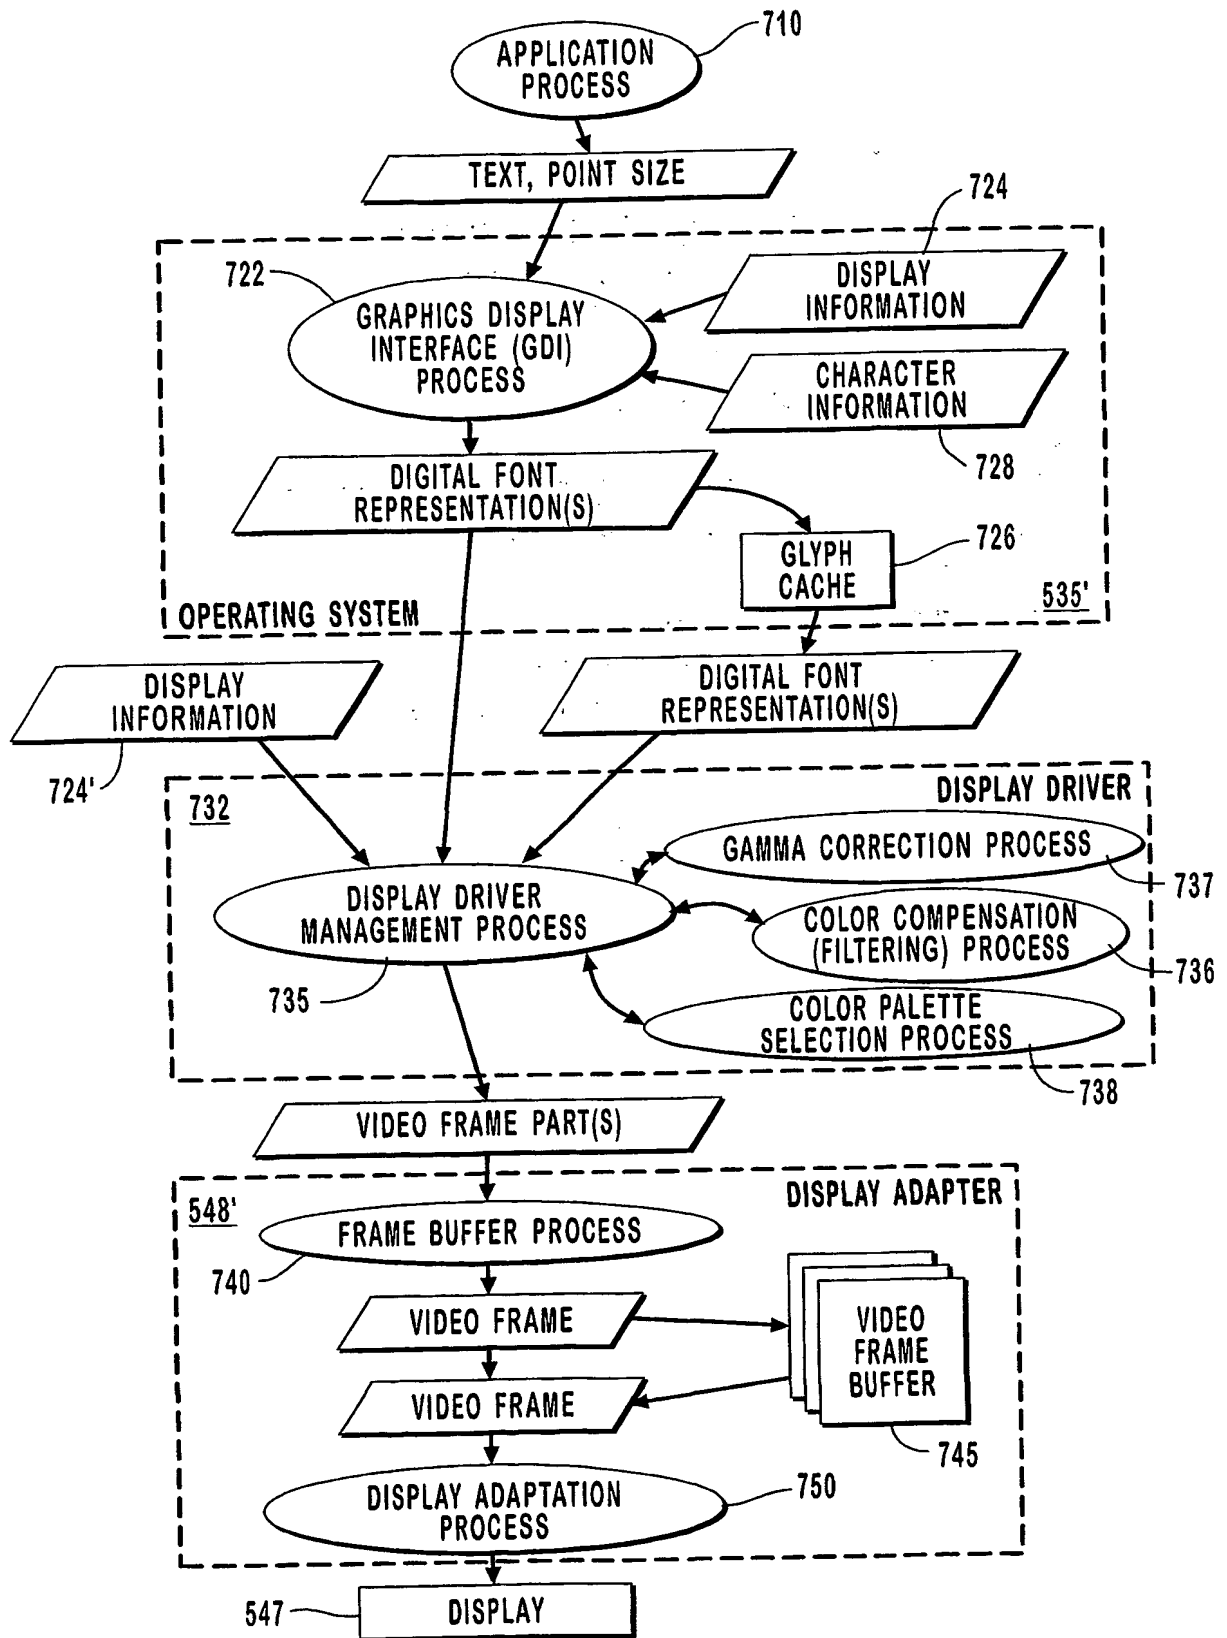 710
APPLICATION
PROCESS
TEXT, POINT SIZE
724
722
DISPLAY
INFORMATION
GRAPHICS DISPLAY
INTERFACE (GDI)
PROCESS
CHARACTER
INFORMATION
728
DIGITAL FONT
REPRESENTATION(S)
726
GLYPH
CACHE
535'
OPERATING SYSTEM
DISPLAY
INFORMATION
DIGITAL FONT
REPRESENTATION(S)
724'
732
DISPLAY DRIVER
GAMMA CORRECTION PROCESS
737
DISPLAY DRIVER
MANAGEMENT PROCESS
COLOR COMPENSATION
(FILTERING) PROCESS
736
735
COLOR PALETTE
SELECTION PROCESS
738
VIDEO FRAME PART(S)
548'
DISPLAY ADAPTER
FRAME BUFFER PROCESS
740
VIDEO FRAME
VIDEO
FRAME
BUFFER
VIDEO FRAME
745
750
DISPLAY ADAPTATION
PROCESS
547
DISPLAY